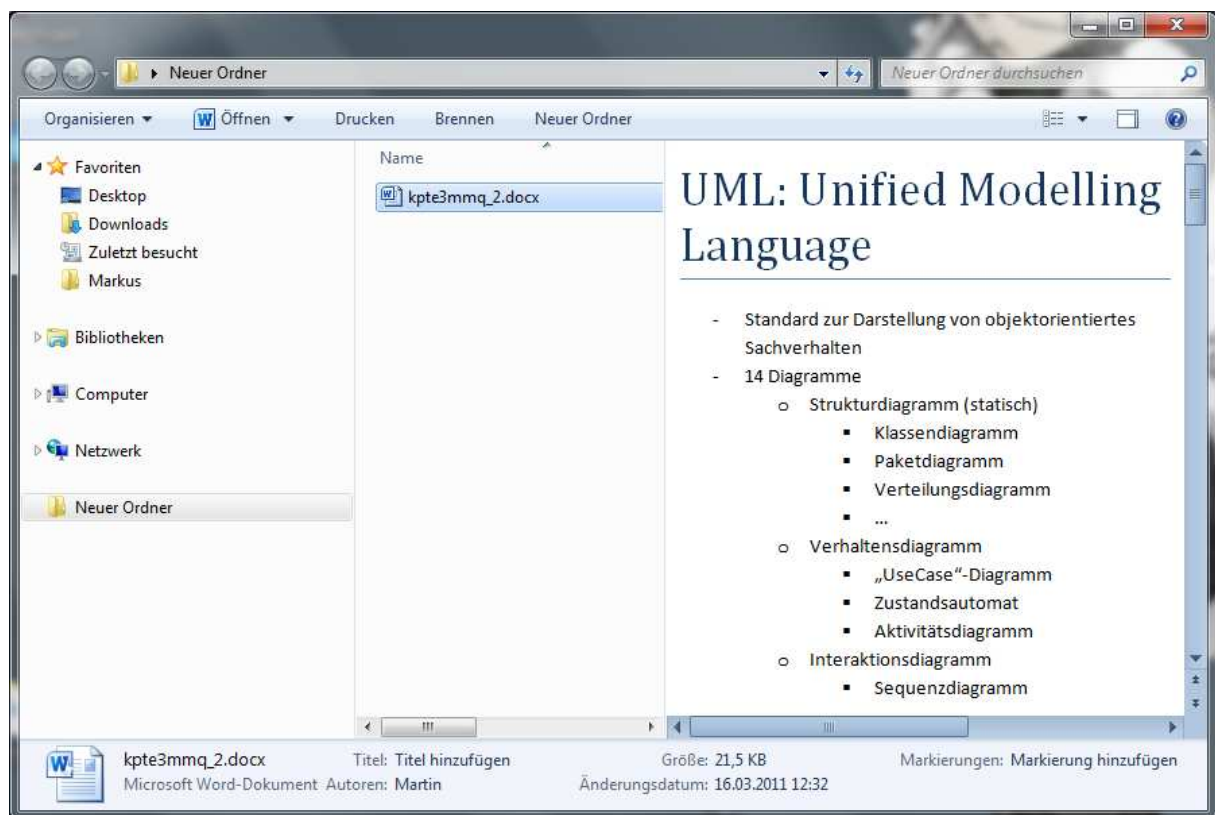 Neuer Ordner
Neuer Ordner durchsuchen
Organisieren
Öffnen
Drucken
Brennen
Neuer Ordner
Favoriten
Desktop
Downloads
Zuletzt besucht
Markus
Bibliotheken
Computer
Netzwerk
Neuer Ordner
Name
kpte3mmq_2.docx
UML: Unified Modelling
Language
- Standard zur Darstellung von objektorientiertes
Sachverhalten
- 14 Diagramme
o Strukturdiagramm (statisch)
▪ Klassendiagramm
▪ Paketdiagramm
▪ Verteilungsdiagramm
▪ ...
o Verhaltensdiagramm
▪ „UseCase“-Diagramm
▪ Zustandsautomat
▪ Aktivitätsdiagramm
o Interaktionsdiagramm
▪ Sequenzdiagramm
kpte3mmq_2.docx Titel: Titel hinzufügen Größe: 21,5 KB Markierungen: Markierung hinzufügen
Microsoft Word-Dokument Autoren: Martin Änderungsdatum: 16.03.2011 12:32